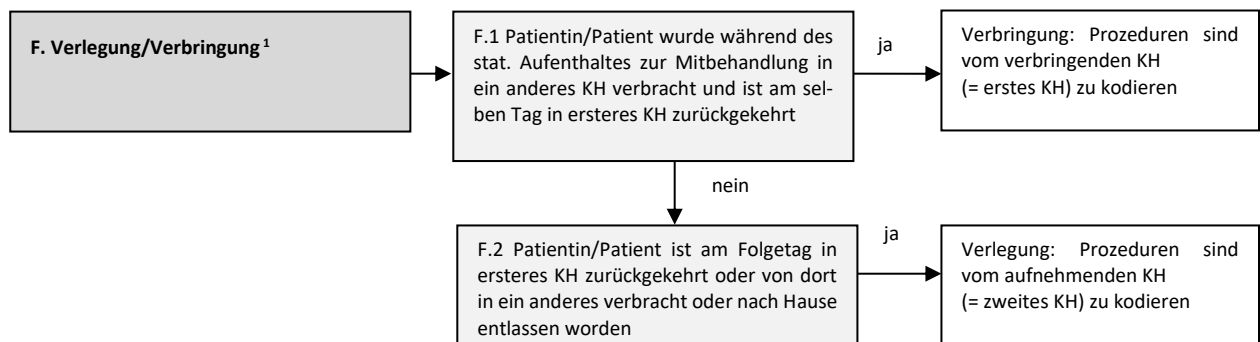 F. Verlegung/Verbringung 1
F.1 Patientin/Patient wurde während des
stat. Aufenthaltes zur Mitbehandlung in
ein anderes KH verbracht und ist am sel-
ben Tag in ersteres KH zurückgekehrt
ja
Verbringung: Prozeduren sind
vom verbringenden KH
(= erstes KH) zu kodieren
nein
F.2 Patientin/Patient ist am Folgetag in
ersteres KH zurückgekehrt oder von dort
in ein anderes verbracht oder nach Hause
entlassen worden
ja
Verlegung: Prozeduren sind
vom aufnehmenden KH
(= zweites KH) zu kodieren